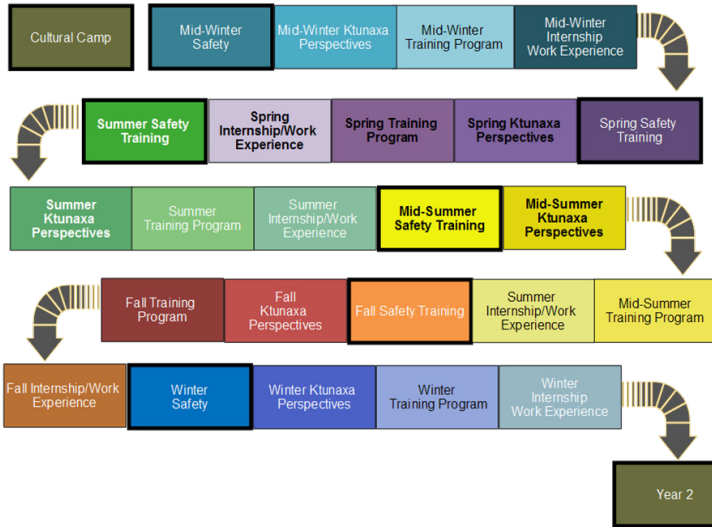 Cultural Camp
Mid-Winter
Safety
Mid-Winter Ktunaxa
Perspectives
Mid-Winter
Training Program
Mid-Winter
Internship
Work Experience
Summer Safety
Training
Spring
Internship/Work
Experience
Spring Training
Program
Spring Ktunaxa
Perspectives
Spring Safety
Training
Summer
Ktunaxa
Perspectives
Summer
Training Program
Summer
Internship/Work
Experience
Mid-Summer
Safety Training
Mid-Summer
Ktunaxa
Perspectives
Fall Training
Program
Fall
Ktunaxa
Perspectives
Fall Safety Training
Summer
Internship/Work
Experience
Mid-Summer
Training Program
Fall Internship/Work
Experience
Winter
Safety
Winter Ktunaxa
Perspectives
Winter
Training Program
Winter
Internship
Work Experience
Year 2